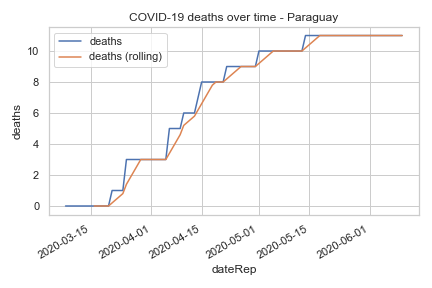 COVID-19 deaths over time - Paraguay
deaths
deaths (rolling)
deaths
10
8
6
4
2
0
2020-03-15
2020-04-01
2020-04-15
2020-05-01
2020-05-15
2020-06-01
dateRep